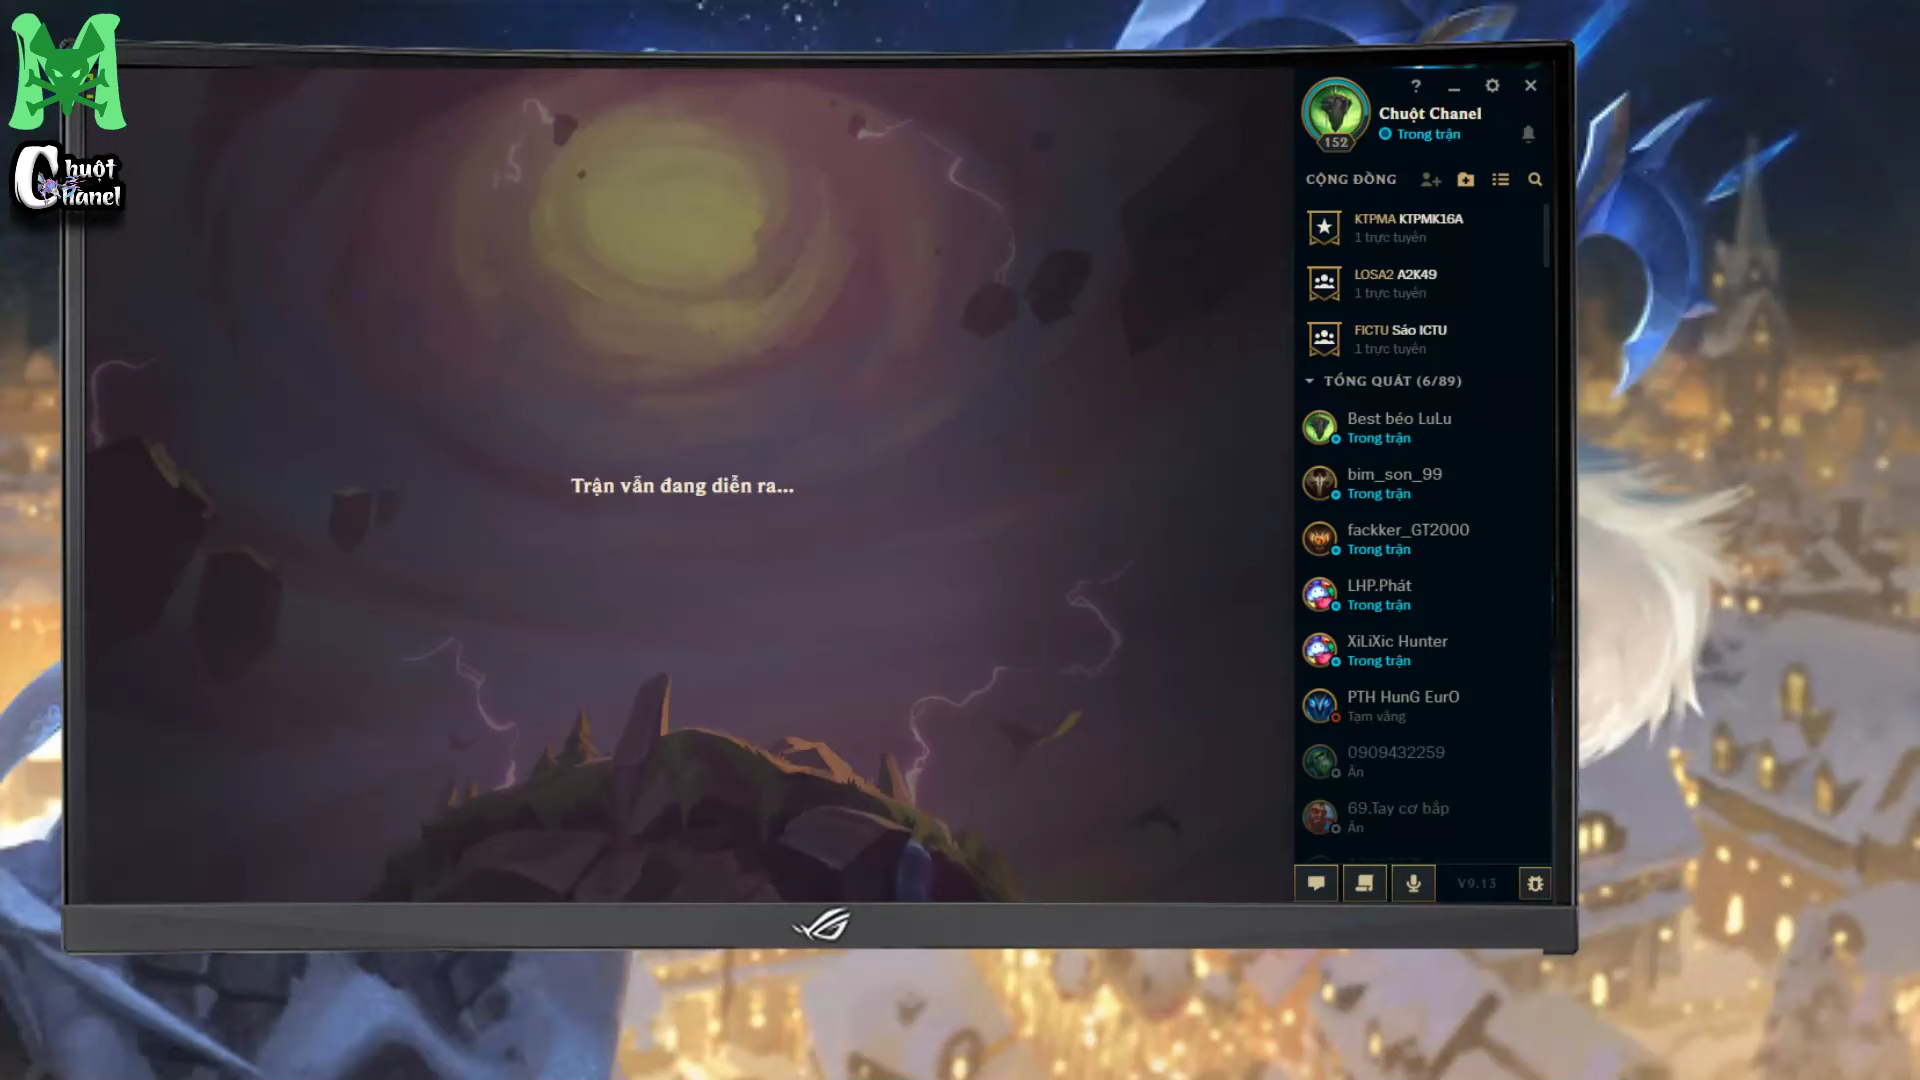 Chuột
Chanel
?
Chuột Chanel
152
Trong trận
CỘNG ĐỒNG
KTPMA KTPMK16A
1 trực tuyến
LOSA2 A2K49
1 trực tuyến
FICTU Sáo ICTU
1 trực tuyến
TỔNG QUÁT (6/89)
Best béo LuLu
Trong trận
bim_son_99
Trong trận
fackker_GT2000
Trong trận
LHP.Phát
Trong trận
XiLiXic Hunter
Trong trận
PTH HunG EurO
Tạm vắng
0909432259
Ẩn
69.Tay cơ bắp
Ẩn
V9.13
Trận vẫn đang diễn ra...